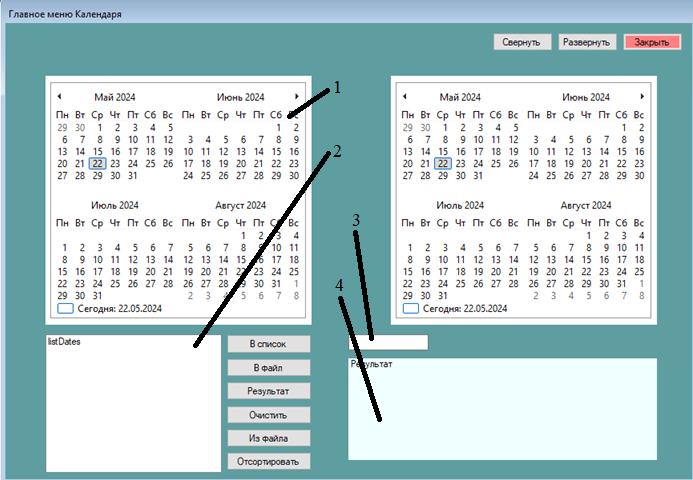 Главное меню Календаря
Свернуть Развернуть Закрыть
Май 2024 Июнь 2024
Пн Вт Ср Чт Пт Сб Вс Пн Вт Ср Чт Пт Сб В
29 30 1 2 3 4 5 1 2
6 7 8 9 10 11 12 3 4 5 6 7 8 9
13 14 15 16 17 18 19 10 11 12 13 14 15 16
20 21 22 23 24 25 26 17 18 19 20 21 22 23
27 28 29 30 31 24 25 26 27 28 29 30
Июль 2024 Август 2024
Пн Вт Ср Чт Пт Сб Вс Пн Вт Ср Чт Пт Сб Вс
1 2 3 4 5 6 7 1 2 3 4
8 9 10 11 12 13 14 5 6 7 8 9 10 11
15 16 17 18 19 20 21 12 13 14 15 16 17 18
22 23 24 25 26 27 28 19 20 21 22 23 24 25
29 30 31 26 27 28 29 30 31 1
2 3 4 5 6 7 8
Сегодня: 22.05.2024
1
2
3
4
Май 2024 Июнь 2024
Пн Вт Ср Чт Пт Сб Вс Пн Вт Ср Чт Пт Сб Вс
29 30 1 2 3 4 5 1 2
6 7 8 9 10 11 12 3 4 5 6 7 8 9
13 14 15 16 17 18 19 10 11 12 13 14 15 16
20 21 22 23 24 25 26 17 18 19 20 21 22 23
27 28 29 30 31 24 25 26 27 28 29 30
Июль 2024 Август 2024
Пн Вт Ср Чт Пт Сб Вс Пн Вт Ср Чт Пт Сб Вс
1 2 3 4 5 6 7 1 2 3 4
8 9 10 11 12 13 14 5 6 7 8 9 10 11
15 16 17 18 19 20 21 12 13 14 15 16 17 18
22 23 24 25 26 27 28 19 20 21 22 23 24 25
29 30 31 26 27 28 29 30 31 1
2 3 4 5 6 7 8
Сегодня: 22.05.2024
listDates
В список
В файл
Результат
Очистить
Из файла
Отсортировать
Результат